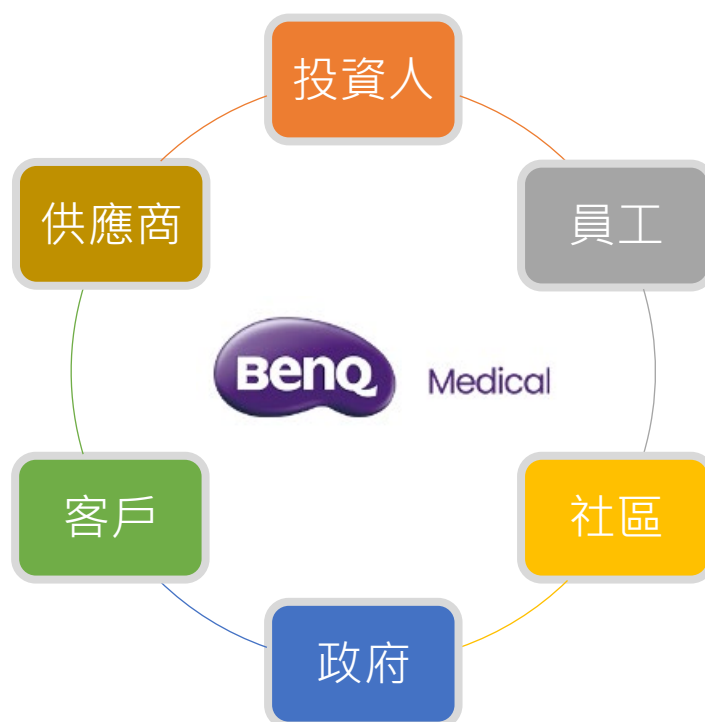 投資人
供應商
員工
BenQ Medical
客戶
社區
政府